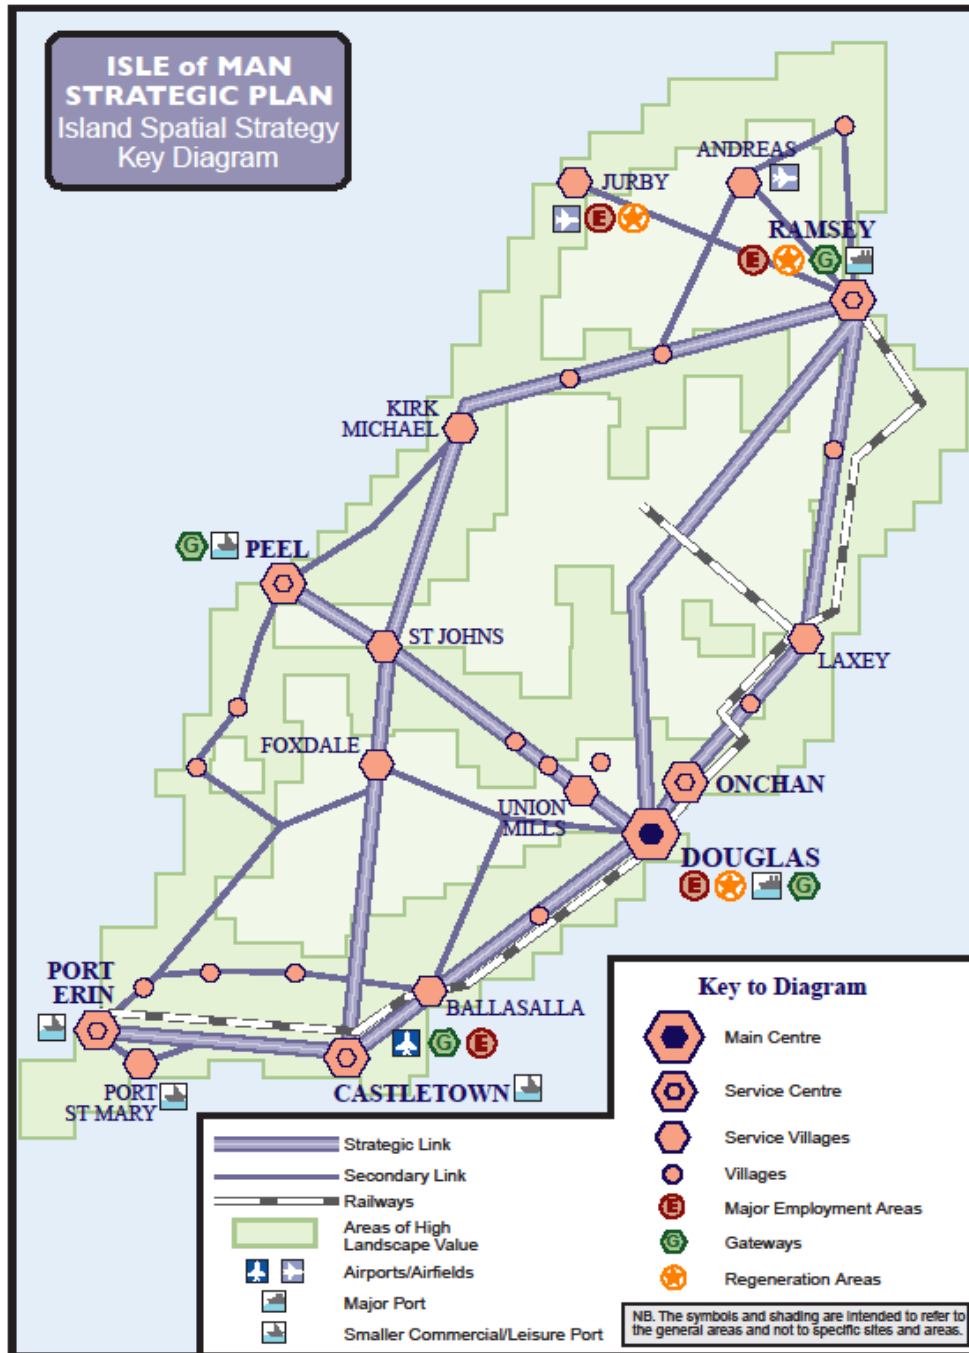 ISLE of MAN
STRATEGIC PLAN
Island Spatial Strategy
Key Diagram
ANDREAS
JURBY
E
RAMSEY
E
G
KIRK
MICHAEL
G
PEEL
ST JOHNS
LAXEY
FOXDALE
ONCHAN
UNION
MILLS
DOUGLAS
E
G
PORT
ERIN
BALLASALLA
G
E
PORT
ST MARY
CASTLETOWN
Key to Diagram
Main Centre
Service Centre
Service Villages
Villages
E
Major Employment Areas
G
Gateways
Regeneration Areas
Strategic Link
Secondary Link
Railways
Areas of High
Landscape Value
Airports/Airfields
Major Port
Smaller Commercial/Leisure Port
NB. The symbols and shading are intended to refer to
the general areas and not to specific sites and areas.